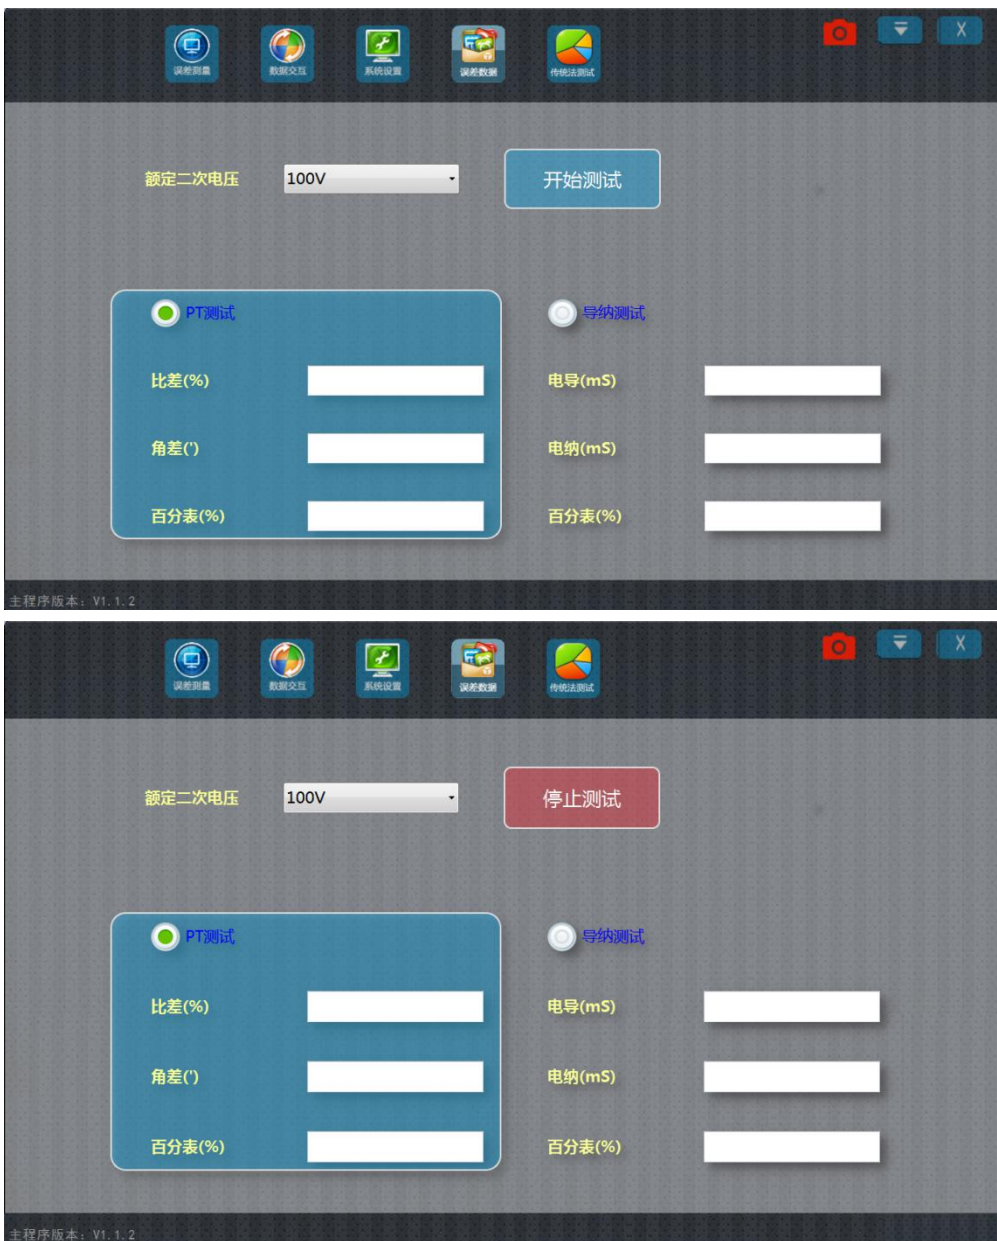 误差测量 数据交互 系统设置 误差数据 传统法测试 X
额定二次电压 100V 开始测试
PT测试 导纳测试
比差(%) 电导(mS)
角差(') 电纳(mS)
百分表(%) 百分表(%)
主程序版本: V1.1.2
误差测量 数据交互 系统设置 误差数据 传统法测试 X
额定二次电压 100V 停止测试
PT测试 导纳测试
比差(%) 电导(mS)
角差(') 电纳(mS)
百分表(%) 百分表(%)
主程序版本: V1.1.2